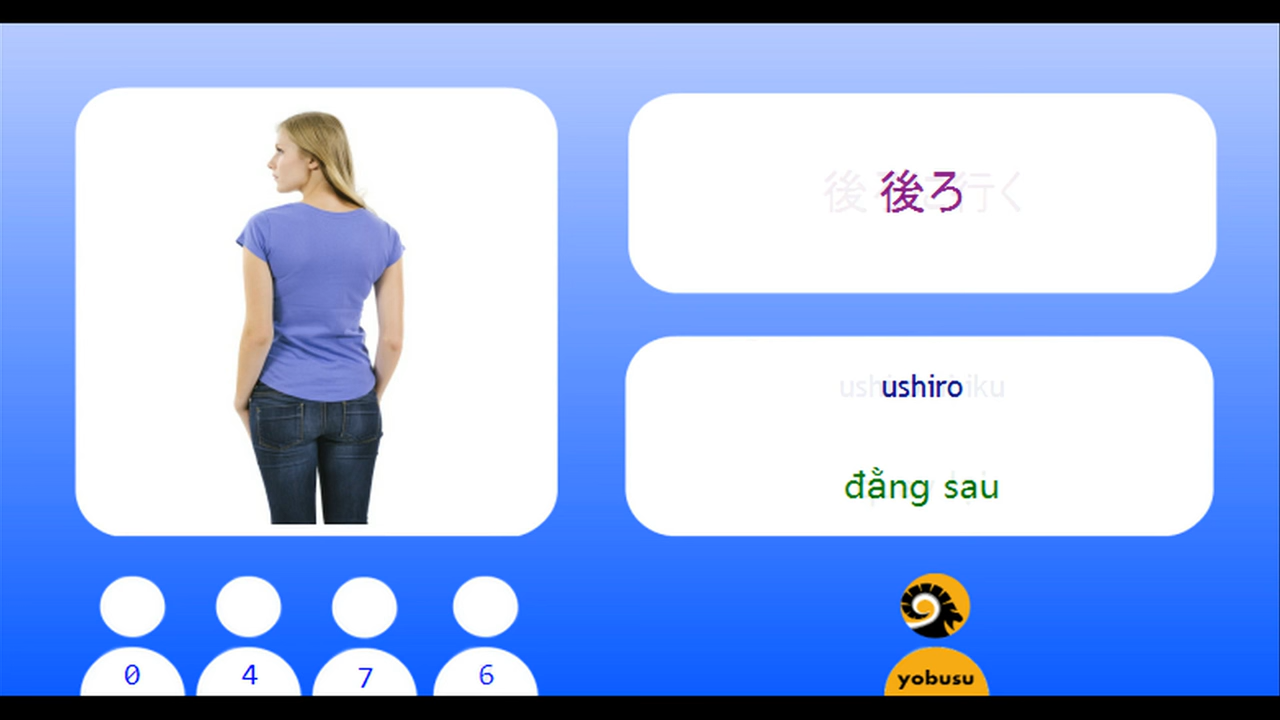 後ろ
ushiro
đằng sau
0 4 7 6
yobusu